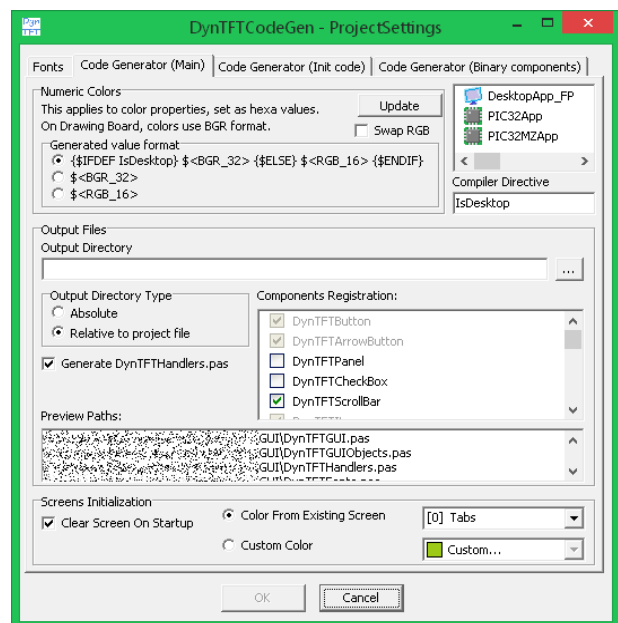 Dyn
TFT
DynTFTCodeGen - ProjectSettings
Fonts
Code Generator (Main)
Code Generator (Init code)
Code Generator (Binary components)
Numeric Colors
This applies to color properties, set as hexa values.
On Drawing Board, colors use BGR format.
Update
Swap RGB
Generated value format
{$IFDEF IsDesktop} $<BGR_32> {$ELSE} $<RGB_16> {$ENDIF}
$<BGR_32>
$<RGB_16>
DesktopApp_FP
PIC32App
PIC32MZApp
Compiler Directive
IsDesktop
Output Files
Output Directory
...
Output Directory Type
Absolute
Relative to project file
Generate DynTFTHandlers.pas
Components Registration:
DynTFTButton
DynTFTArrowButton
DynTFTPanel
DynTFTCheckBox
DynTFTScrollBar
Preview Paths:
\GUI\DynTFTGUI.pas
\GUI\DynTFTGUIObjects.pas
\GUI\DynTFTHandlers.pas
Screens Initialization
Clear Screen On Startup
Color From Existing Screen
[0] Tabs
Custom Color
Custom...
OK
Cancel